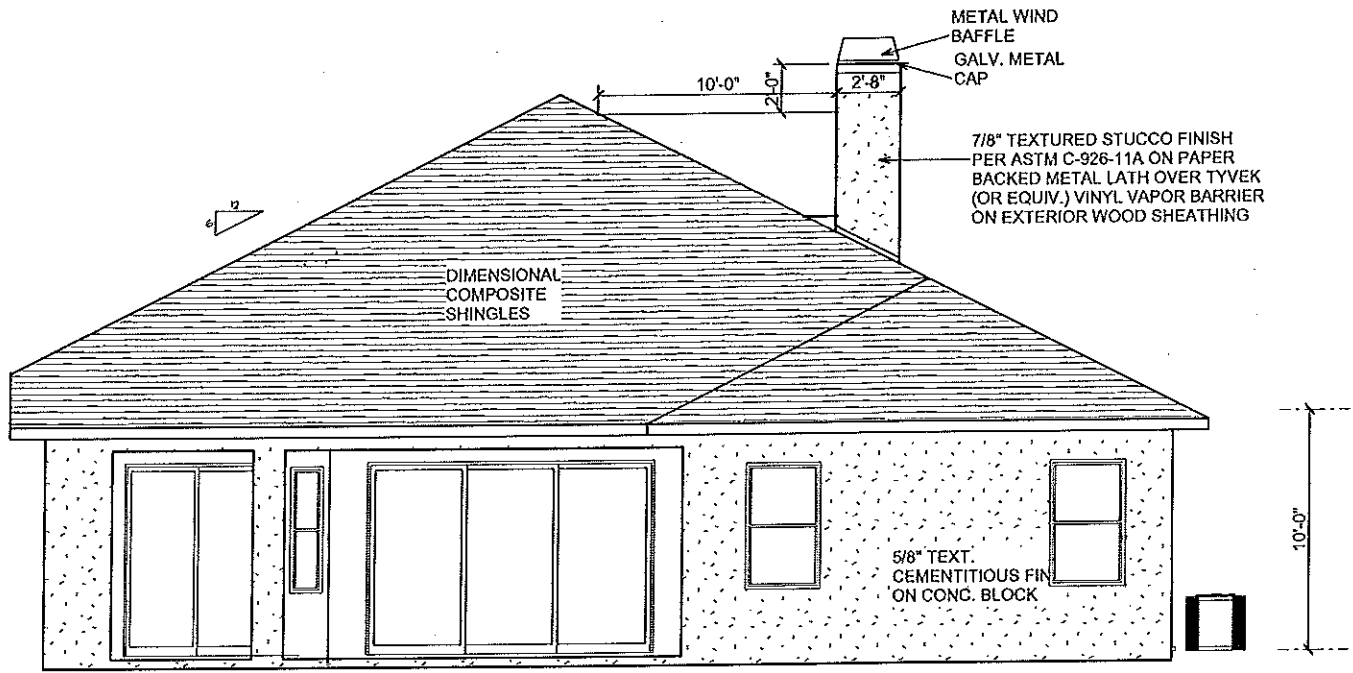 METAL WIND
BAFFLE
GALV. METAL
CAP
10'-0"
2'-0"
2'-8"
7/8" TEXTURED STUCCO FINISH
PER ASTM C-926-11A ON PAPER
BACKED METAL LATH OVER TYVEK
(OR EQUIV.) VINYL VAPOR BARRIER
ON EXTERIOR WOOD SHEATHING
12
6
DIMENSIONAL
COMPOSITE
SHINGLES
5/8" TEXT.
CEMENTITIOUS FIN
ON CONC. BLOCK
10'-0"